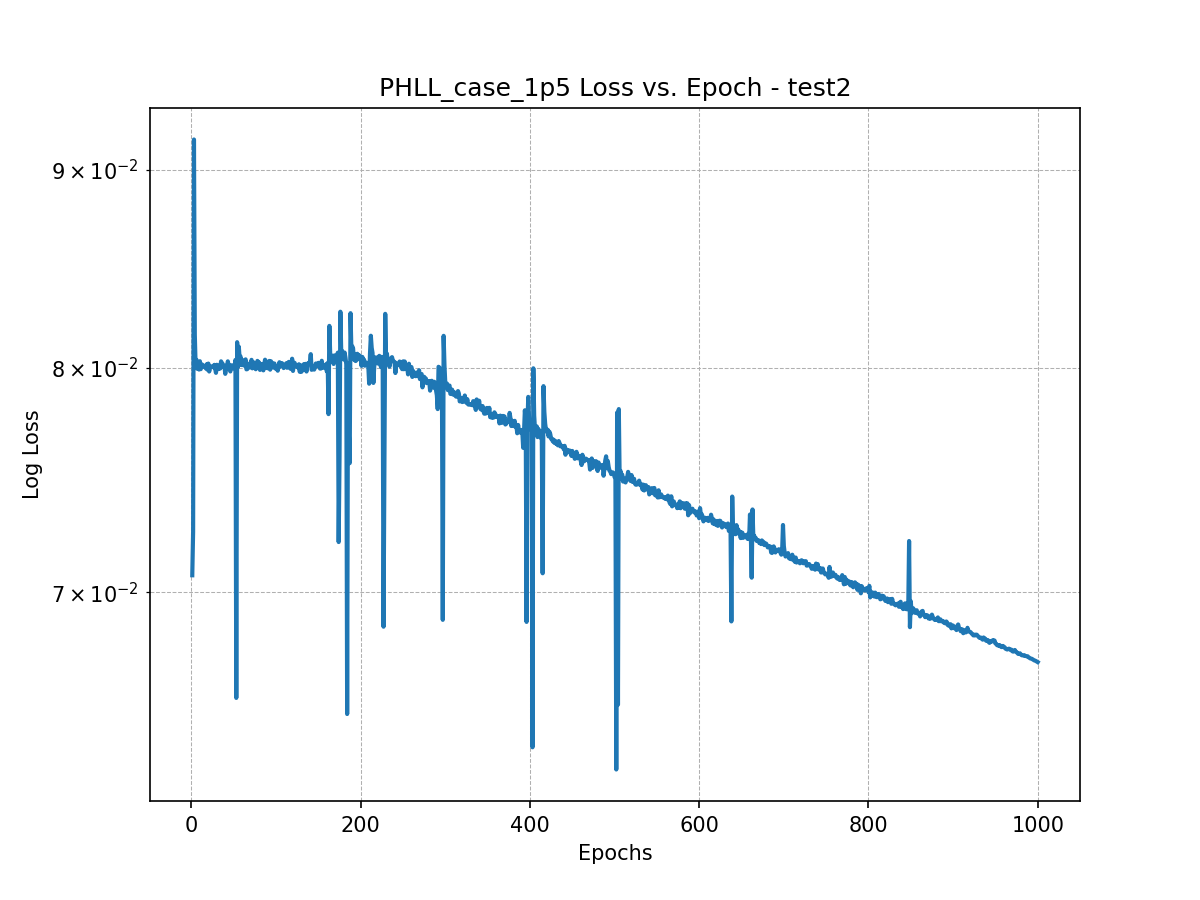 PHLL_case_1p5 Loss vs. Epoch - test2
9 × 10⁻²
8 × 10⁻²
7 × 10⁻²
Log Loss
0 200 400 600 800 1000
Epochs